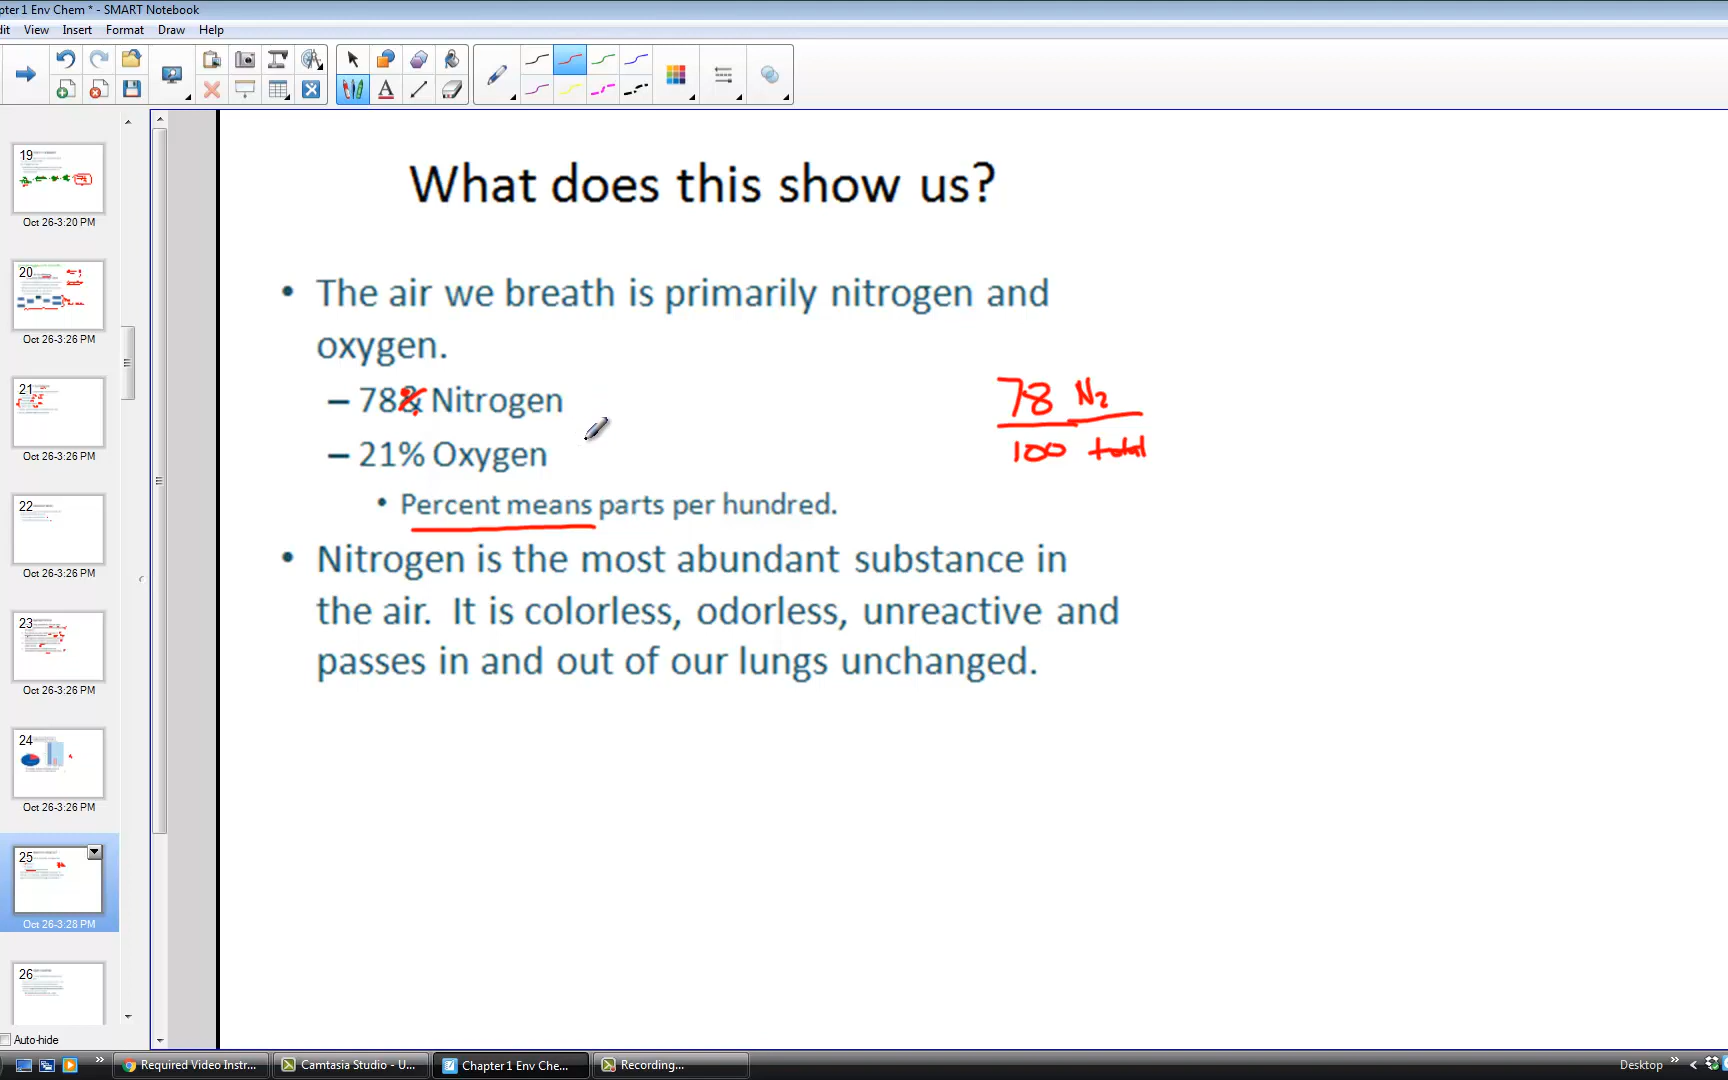 pter 1 Env Chem * - SMART Notebook
dit View Insert Format Draw Help
19
Oct 26-3:20 PM
20
Oct 26-3:26 PM
21
Oct 26-3:26 PM
22
Oct 26-3:26 PM
23
Oct 26-3:26 PM
24
Oct 26-3:26 PM
25
Oct 26-3:28 PM
26
Auto-hide
What does this show us?
• The air we breath is primarily nitrogen and
oxygen.
– 78& Nitrogen
– 21% Oxygen
• Percent means parts per hundred.
78 N2
100 total
• Nitrogen is the most abundant substance in
the air. It is colorless, odorless, unreactive and
passes in and out of our lungs unchanged.
Required Video Instr... Camtasia Studio - U... Chapter 1 Env Che... Recording... Desktop